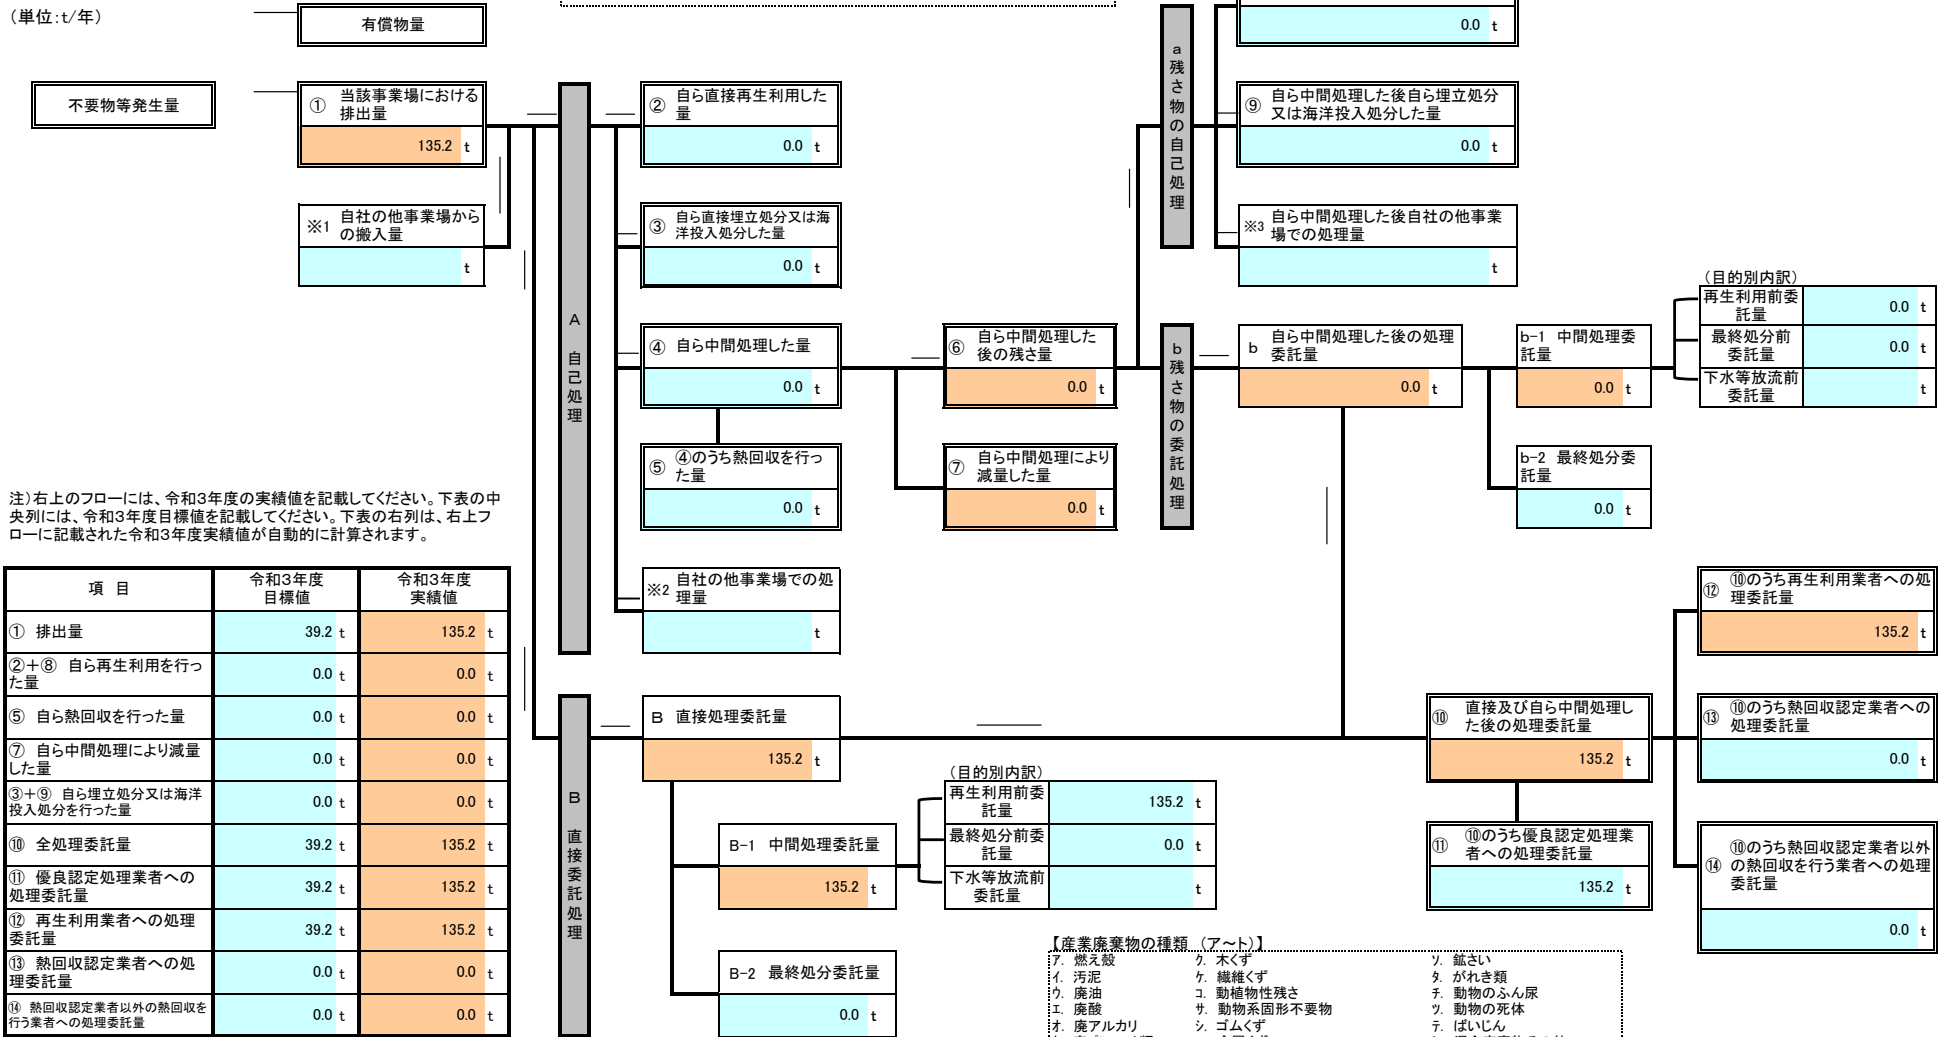 (単位:t/年)
有償物量
0.0 t
不要物等発生量
① 当該事業場における
排出量
135.2 t
※1 自社の他事業場から
の搬入量
t
A 自己処理
② 自ら直接再生利用した
量
0.0 t
③ 自ら直接埋立処分又は海
洋投入処分した量
0.0 t
④ 自ら中間処理した量
0.0 t
⑤ ④のうち熱回収を行っ
た量
0.0 t
※2 自社の他事業場での処
理量
t
⑥ 自ら中間処理した
後の残さ量
0.0 t
⑦ 自ら中間処理により
減量した量
0.0 t
a 残さ物の自己処理
⑨ 自ら中間処理した後自ら埋立処分
又は海洋投入処分した量
0.0 t
※3 自ら中間処理した後自社の他事業
場での処理量
t
b 残さ物の委託処理
b 自ら中間処理した後の処理
委託量
0.0 t
b-1 中間処理委
託量
0.0 t
b-2 最終処分委
託量
0.0 t
(目的別内訳)
再生利用前委
託量
0.0 t
最終処分前
委託量
0.0 t
下水等放流前
委託量
t
注)右上のフローには、令和3年度の実績値を記載してください。下表の中
央列には、令和3年度目標値を記載してください。下表の右列は、右上フ
ローに記載された令和3年度実績値が自動的に計算されます。
項 目 令和3年度
目標値 令和3年度
実績値
① 排出量 39.2 t 135.2 t
②+⑧ 自ら再生利用を行っ
た量 0.0 t 0.0 t
⑤ 自ら熱回収を行った量 0.0 t 0.0 t
⑦ 自ら中間処理により減量
した量 0.0 t 0.0 t
③+⑨ 自ら埋立処分又は海洋
投入処分を行った量 0.0 t 0.0 t
⑩ 全処理委託量 39.2 t 135.2 t
⑪ 優良認定処理業者への
処理委託量 39.2 t 135.2 t
⑫ 再生利用業者への処理
委託量 39.2 t 135.2 t
⑬ 熱回収認定業者への処
理委託量 0.0 t 0.0 t
⑭ 熱回収認定業者以外の熱回収を
行う業者への処理委託量 0.0 t 0.0 t
B 直接委託処理
B 直接処理委託量
135.2 t
B-1 中間処理委託量
135.2 t
B-2 最終処分委託量
0.0 t
(目的別内訳)
再生利用前委
託量
135.2 t
最終処分前委
託量
0.0 t
下水等放流前
委託量
t
⑩ 直接及び自ら中間処理し
た後の処理委託量
135.2 t
⑪ ⑩のうち優良認定処理業
者への処理委託量
135.2 t
⑫ ⑩のうち再生利用業者への処
理委託量
135.2 t
⑬ ⑩のうち熱回収認定業者への
処理委託量
0.0 t
⑭ ⑩のうち熱回収認定業者以外
の熱回収を行う業者への処理
委託量
0.0 t
【産業廃棄物の種類 (ア~ト)】
ア. 燃え殻 ク. 木くず ソ. 鉱さい
イ. 汚泥 ケ. 繊維くず タ. がれき類
ウ. 廃油 コ. 動植物性残さ チ. 動物のふん尿
エ. 廃酸 サ. 動物系固形不要物 ツ. 動物の死体
オ. 廃アルカリ シ. ゴムくず テ. ばいじん